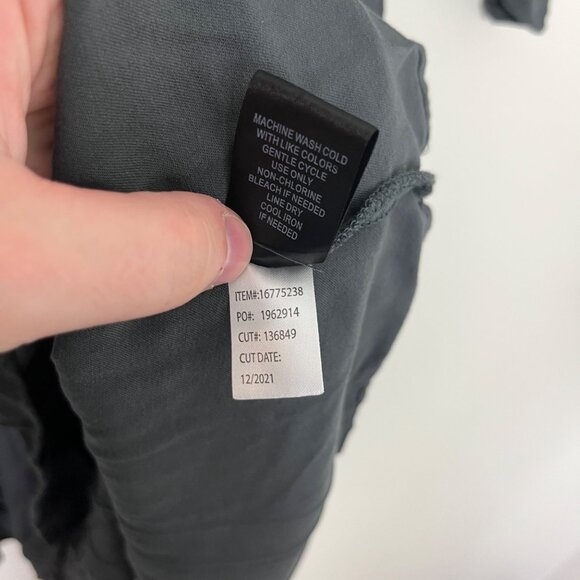 MACHINE WASH COLD
WITH LIKE COLORS
GENTLE CYCLE
USE ONLY
NON-CHLORINE
BLEACH IF NEEDED
LINE DRY
COOL IRON
IF NEEDED
ITEM#:16775238
PO#: 1962914
CUT#: 136849
CUT DATE:
12/2021